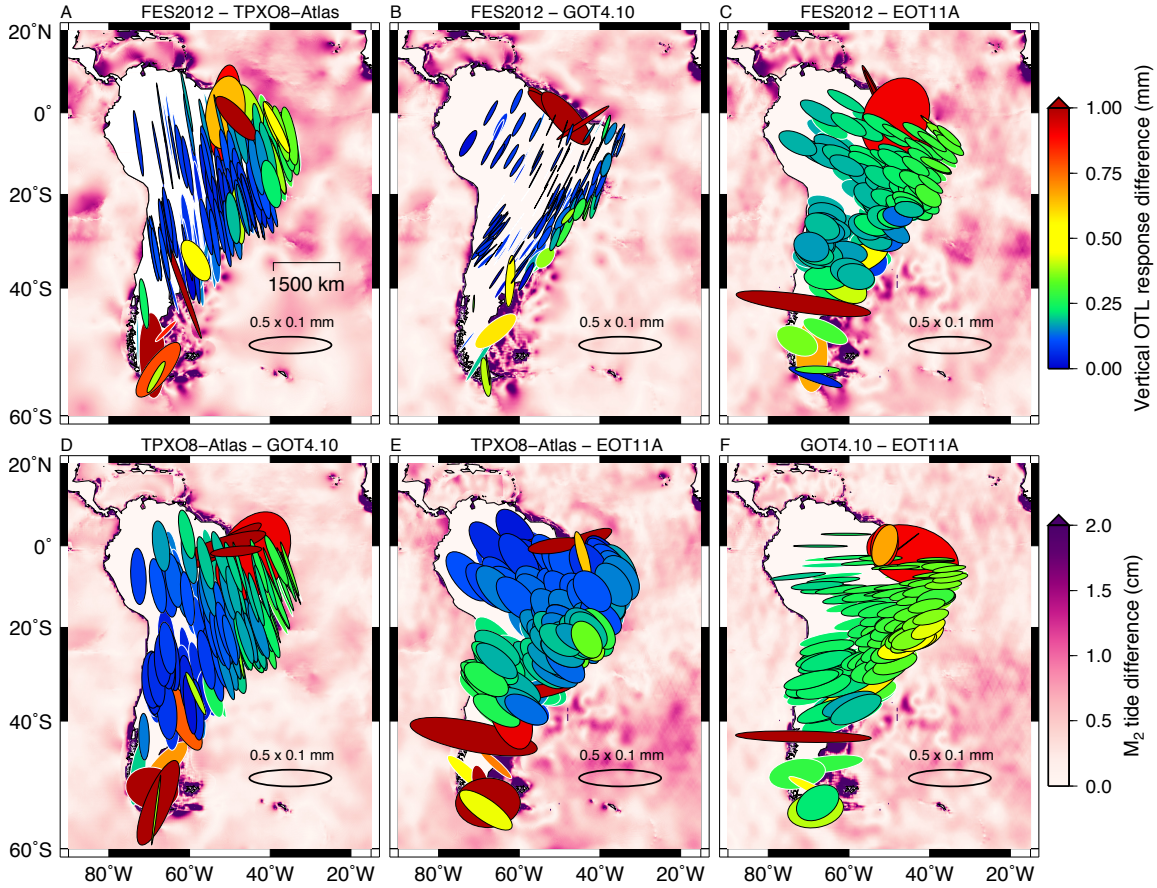 A FES2012 – TPXO8–Atlas
B FES2012 – GOT4.10
C FES2012 – EOT11A
20˚N
0˚
20˚S
40˚S
60˚S
1500 km
0.5 x 0.1 mm
0.5 x 0.1 mm
0.5 x 0.1 mm
1.00
0.75
0.50
0.25
0.00
Vertical OTL response difference (mm)
D TPXO8–Atlas – GOT4.10
E TPXO8–Atlas – EOT11A
F GOT4.10 – EOT11A
20˚N
0˚
20˚S
40˚S
60˚S
0.5 x 0.1 mm
0.5 x 0.1 mm
0.5 x 0.1 mm
2.0
1.5
1.0
0.5
0.0
M2 tide difference (cm)
80˚W 60˚W 40˚W 20˚W
80˚W 60˚W 40˚W 20˚W
80˚W 60˚W 40˚W 20˚W